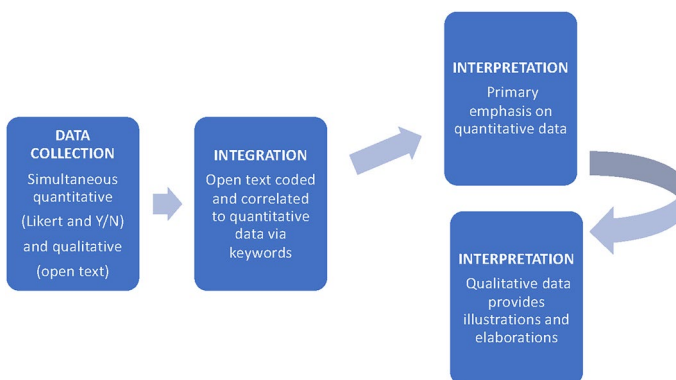 DATA
COLLECTION
Simultaneous
quantitative
(Likert and Y/N)
and qualitative
(open text)
INTEGRATION
Open text coded
and correlated
to quantitative
data via
keywords
INTERPRETATION
Primary
emphasis on
quantitative data
INTERPRETATION
Qualitative data
provides
illustrations and
elaborations